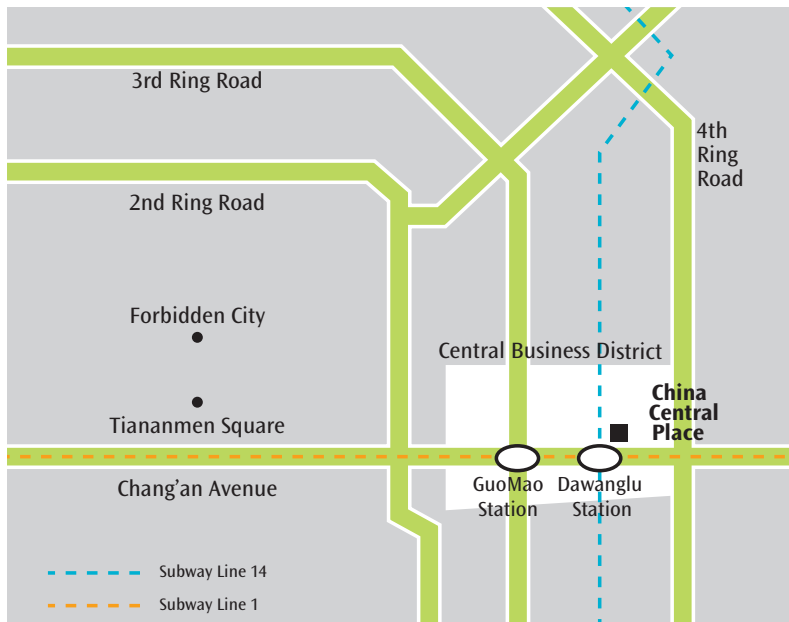 3rd Ring Road
4th
Ring
Road
2nd Ring Road
Forbidden City
Central Business District
China
Central
Place
Tiananmen Square
GuoMao
Station
Dawanglu
Station
Chang'an Avenue
Subway Line 14
Subway Line 1